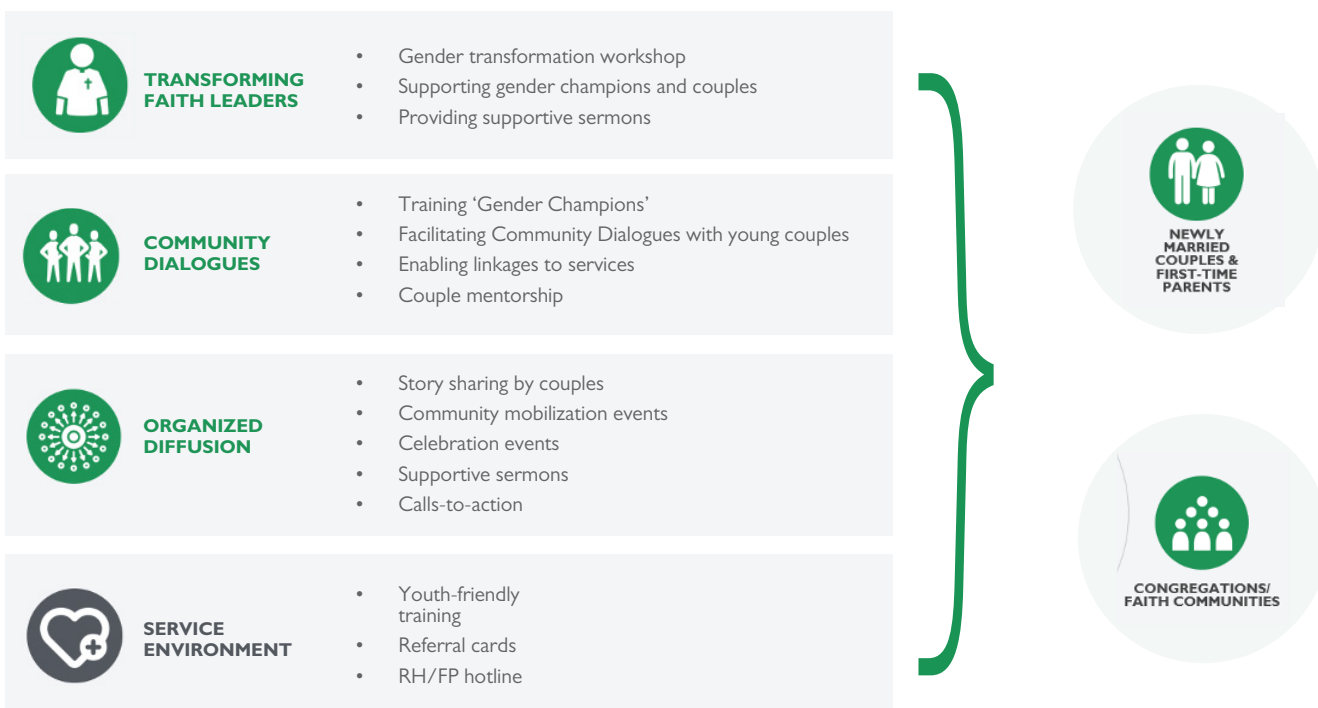 TRANSFORMING
FAITH LEADERS
• Gender transformation workshop
• Supporting gender champions and couples
• Providing supportive sermons
COMMUNITY
DIALOGUES
• Training ‘Gender Champions’
• Facilitating Community Dialogues with young couples
• Enabling linkages to services
• Couple mentorship
ORGANIZED
DIFFUSION
• Story sharing by couples
• Community mobilization events
• Celebration events
• Supportive sermons
• Calls-to-action
SERVICE
ENVIRONMENT
• Youth-friendly
training
• Referral cards
• RH/FP hotline
NEWLY
MARRIED
COUPLES &
FIRST-TIME
PARENTS
CONGREGATIONS/
FAITH COMMUNITIES